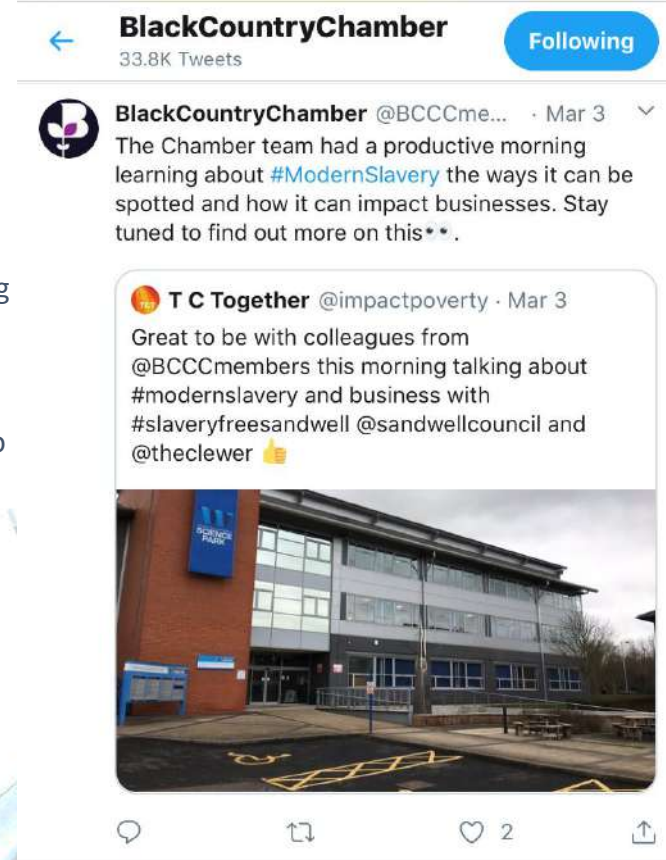 BlackCountryChamber
33.8K Tweets
Following
BlackCountryChamber @BCCCme... · Mar 3
The Chamber team had a productive morning
learning about #ModernSlavery the ways it can be
spotted and how it can impact businesses. Stay
tuned to find out more on this👀.
T C Together @impactpoverty · Mar 3
Great to be with colleagues from
@BCCCmembers this morning talking about
#modernslavery and business with
#slaveryfreesandwell @sandwellcouncil and
@theclewer 👍
SCIENCE
PARK
2